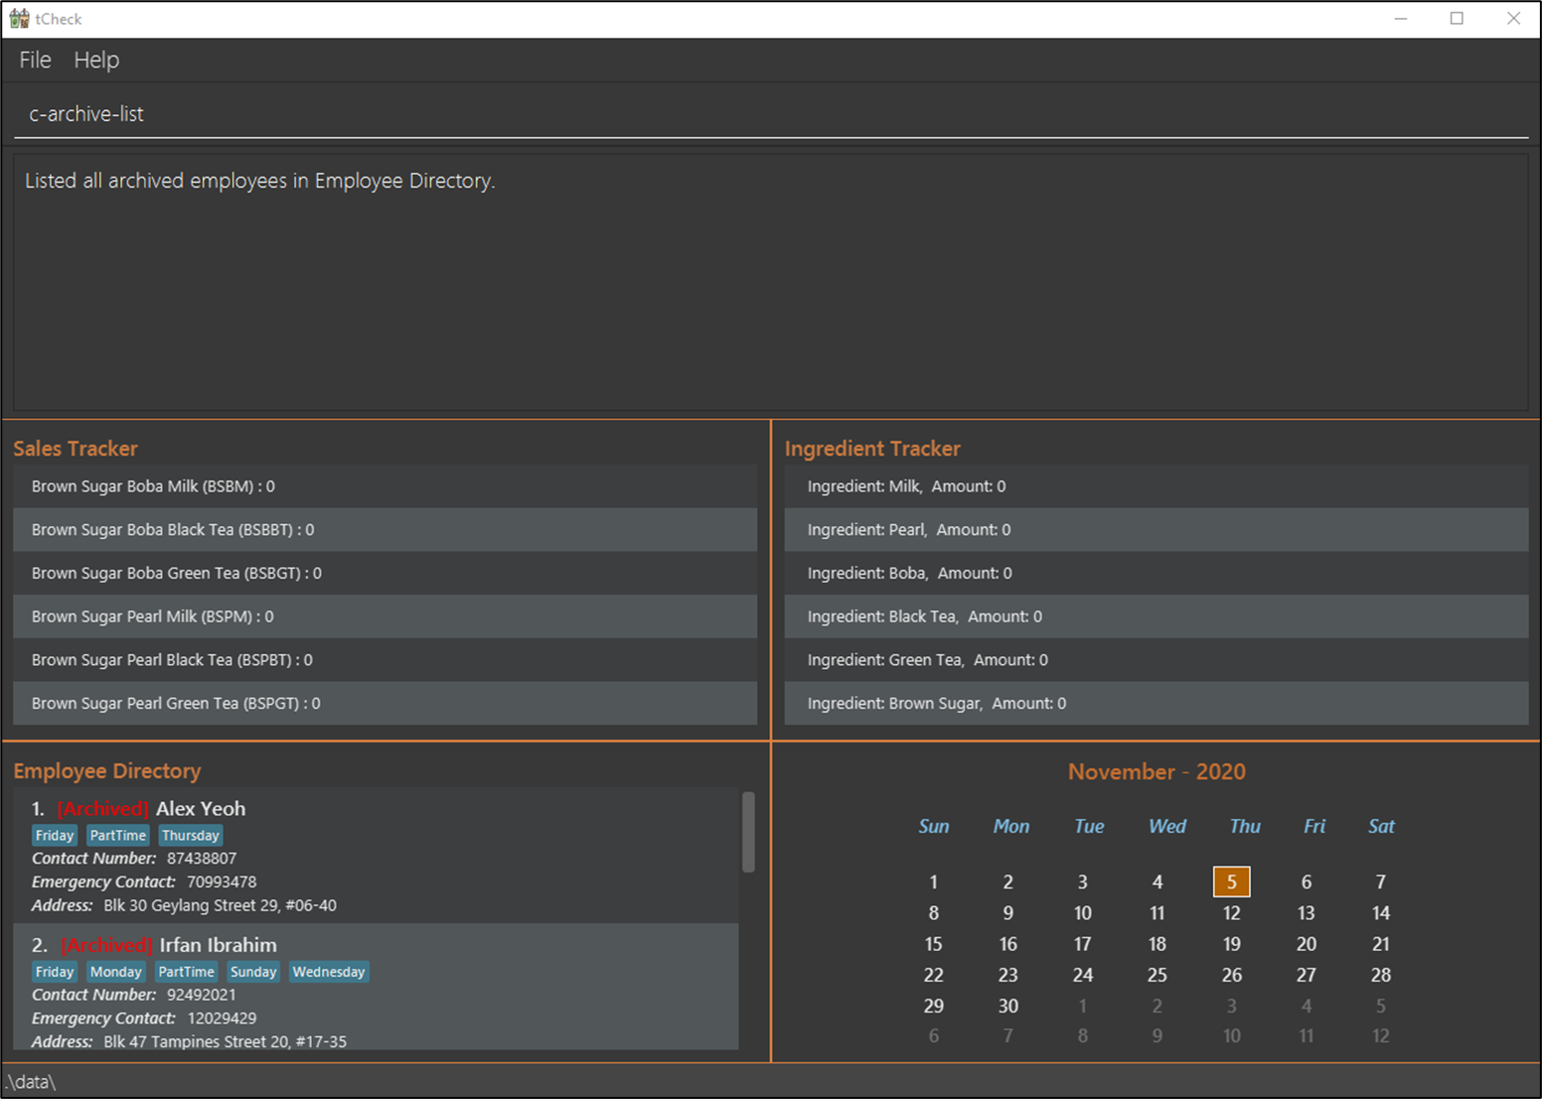 tCheck
File Help
c-archive-list
Listed all archived employees in Employee Directory.
Sales Tracker
Brown Sugar Boba Milk (BSBM) : 0
Brown Sugar Boba Black Tea (BSBBT) : 0
Brown Sugar Boba Green Tea (BSBGT) : 0
Brown Sugar Pearl Milk (BSPM) : 0
Brown Sugar Pearl Black Tea (BSPBT) : 0
Brown Sugar Pearl Green Tea (BSPGT) : 0
Ingredient Tracker
Ingredient: Milk, Amount: 0
Ingredient: Pearl, Amount: 0
Ingredient: Boba, Amount: 0
Ingredient: Black Tea, Amount: 0
Ingredient: Green Tea, Amount: 0
Ingredient: Brown Sugar, Amount: 0
Employee Directory
1. [Archived] Alex Yeoh
Friday PartTime Thursday
Contact Number: 87438807
Emergency Contact: 70993478
Address: Blk 30 Geylang Street 29, #06-40
2. [Archived] Irfan Ibrahim
Friday Monday PartTime Sunday Wednesday
Contact Number: 92492021
Emergency Contact: 12029429
Address: Blk 47 Tampines Street 20, #17-35
November - 2020
Sun Mon Tue Wed Thu Fri Sat
1 2 3 4 5 6 7
8 9 10 11 12 13 14
15 16 17 18 19 20 21
22 23 24 25 26 27 28
29 30 1 2 3 4 5
6 7 8 9 10 11 12
.\data\